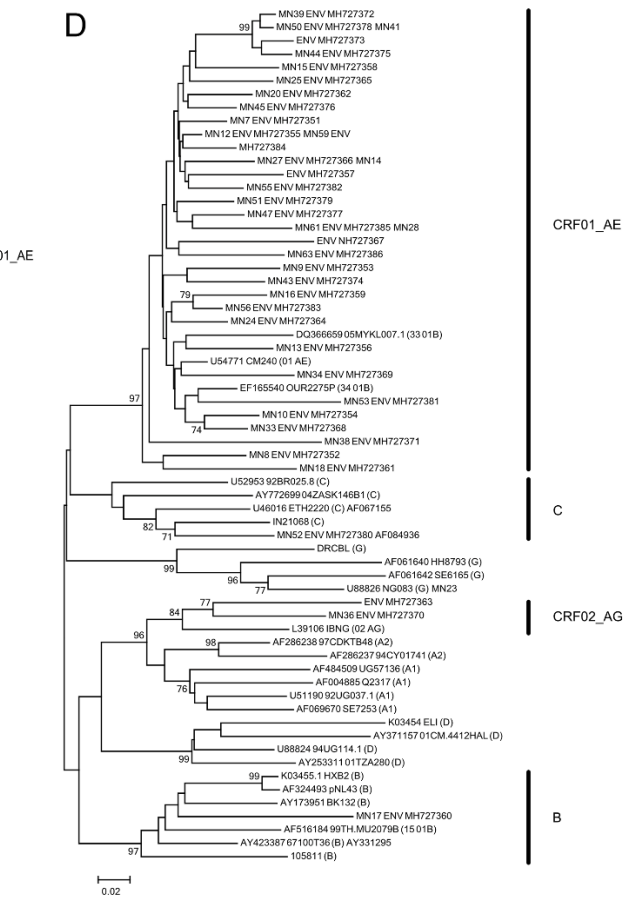 D
MN39 ENV MH727372
99
MN50 ENV MH727378 MN41
ENV MH727373
MN44 ENV MH727375
MN15 ENV MH727358
MN25 ENV MH727365
MN20 ENV MH727362
MN45 ENV MH727376
MN7 ENV MH727351
MN12 ENV MH727355 MN59 ENV
MH727384
MN27 ENV MH727366 MN14
ENV MH727357
MN55 ENV MH727382
MN51 ENV MH727379
MN47 ENV MH727377
MN61 ENV MH727385 MN28
CRF01_AE
ENV NH727367
01_AE
MN63 ENV MH727386
MN9 ENV MH727353
MN43 ENV MH727374
79
MN16 ENV MH727359
MN56 ENV MH727383
MN24 ENV MH727364
DQ366659 05MYKL007.1 (33 01B)
MN13 ENV MH727356
U54771 CM240 (01 AE)
MN34 ENV MH727369
EF165540 OUR2275P (34 01B)
97
MN53 ENV MH727381
MN10 ENV MH727354
74
MN33 ENV MH727368
MN38 ENV MH727371
MN8 ENV MH727352
MN18 ENV MH727361
U52953 92BR025.8 (C)
AY772699 04ZASK146B1 (C)
U46016 ETH2220 (C) AF067155
C
82
IN21068 (C)
71
MN52 ENV MH727380 AF084936
DRCBL (G)
99
AF061640 HH8793 (G)
96
AF061642 SE6165 (G)
77
U88826 NG083 (G) MN23
77
ENV MH727363
84
MN36 ENV MH727370
CRF02_AG
L39106 IBNG (02 AG)
96
98
AF286238 97CDKTB48 (A2)
AF286237 94CY01741 (A2)
AF484509 UG57136 (A1)
76
AF004885 Q2317 (A1)
U51190 92UG037.1 (A1)
AF069670 SE7253 (A1)
K03454 ELI (D)
AY371157 01CM.4412HAL (D)
U88824 94UG114.1 (D)
99
AY253311 01TZA280 (D)
99
K03455.1 HXB2 (B)
AF324493 pNL43 (B)
AY173951 BK132 (B)
MN17 ENV MH727360
B
AF516184 99TH.MU2079B (15 01B)
AY423387 67100T36 (B) AY331295
97
105811 (B)
0.02